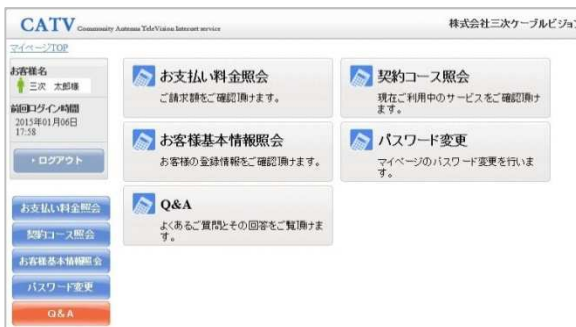 CATV Community Antenna TeleVision Internet service
株式会社三次ケーブルビジョン
マイページTOP
お客様名
三次 太郎様
前回ログイン時間
2015年01月06日
17:58
ログアウト
お支払い料金照会
契約コース照会
お客様基本情報照会
パスワード変更
Q&A
お支払い料金照会
ご請求額をご確認頂けます。
契約コース照会
現在ご利用中のサービスをご確認頂け
ます。
お客様基本情報照会
お客様の登録情報をご確認頂けます。
パスワード変更
マイページのパスワード変更を行いま
す。
Q&A
よくあるご質問とその回答をご覧頂けま
す。